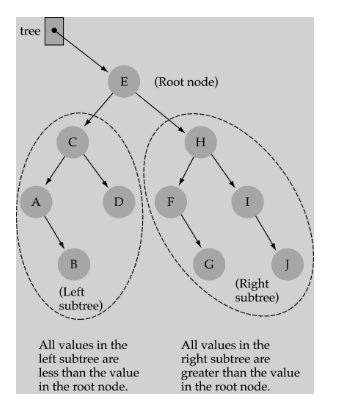 tree
E
(Root node)
C
H
A
D
F
I
B
G
J
(Left
subtree)
(Right
subtree)
All values in the
left subtree are
less than the value
in the root node.
All values in the
right subtree are
greater than the value
in the root node.